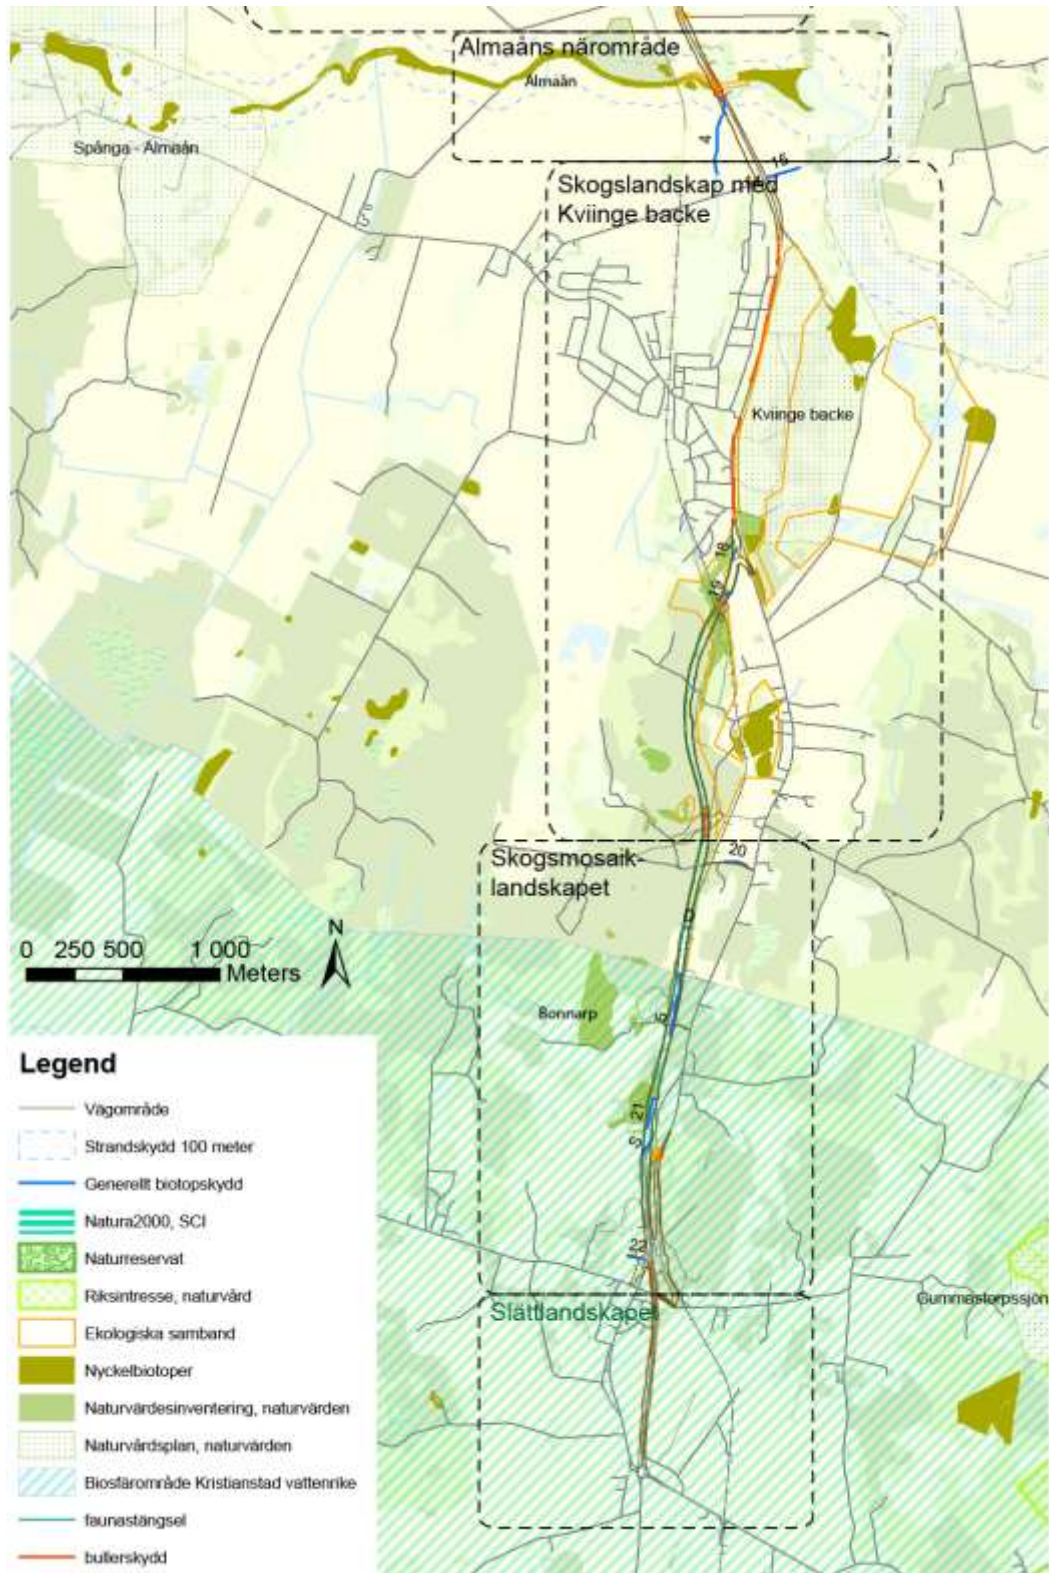 Almaåns närområde
Almaån
Spånga - Almaån
4
16
Skogslandskap med
Kviinge backe
Kviinge backe
18
19
20
Skogsmosaik-
landskapet
D
N
0 250 500 1 000
Meters
Bonnarp
5
21
S
22
Slättlandskapet
Gummastorpssjön
Legend
Vägområde
Strandskydd 100 meter
Generellt biotopskydd
Natura2000, SCI
Naturreservat
Riksintresse, naturvård
Ekologiska samband
Nyckelbiotoper
Naturvärdesinventering, naturvärden
Naturvårdsplan, naturvärden
Biosfärområde Kristianstad vattenrike
faunastängsel
bullerskydd